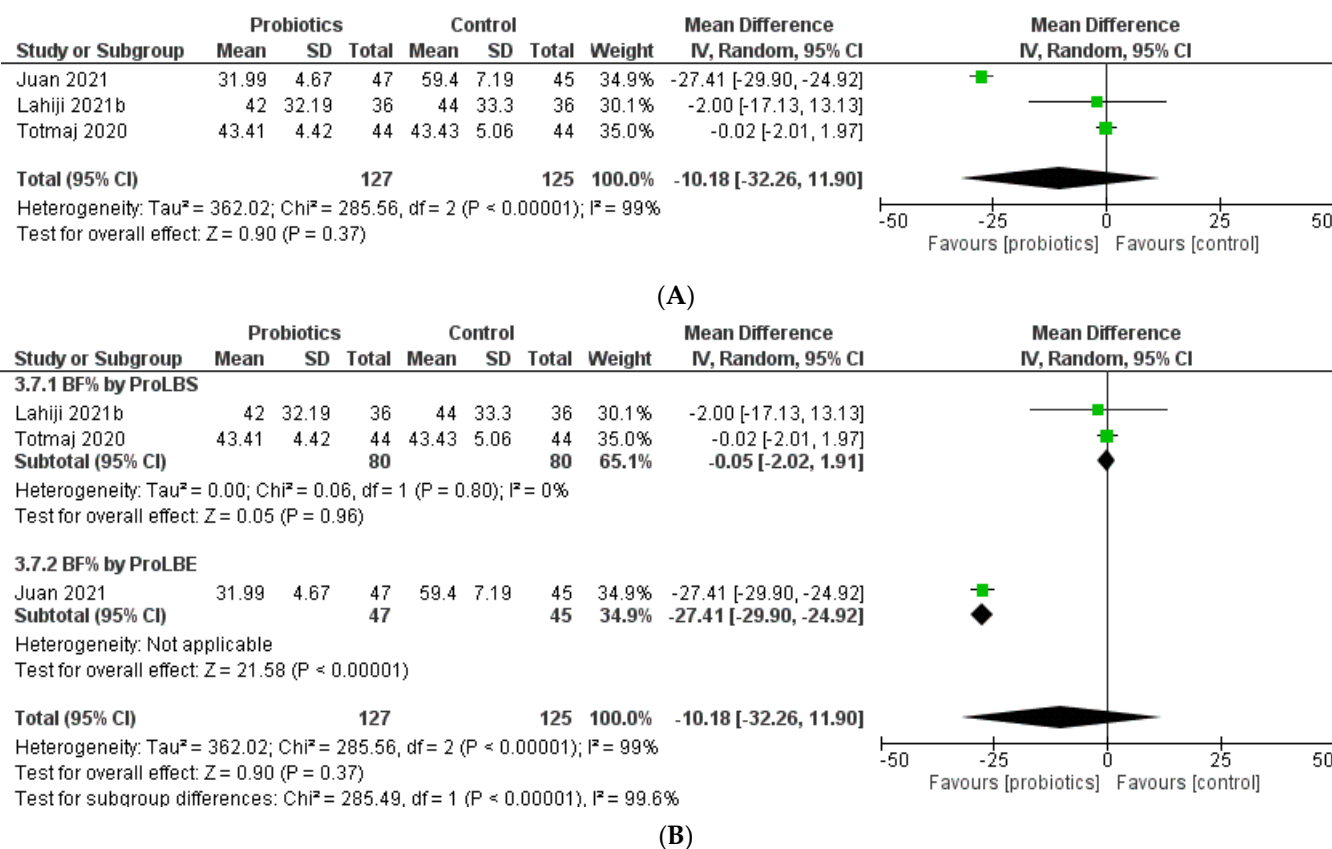 Probiotics Control Mean Difference Mean Difference
Study or Subgroup Mean SD Total Mean SD Total Weight IV, Random, 95% CI IV, Random, 95% CI
Juan 2021 31.99 4.67 47 59.4 7.19 45 34.9% -27.41 [-29.90, -24.92]
Lahiji 2021b 42 32.19 36 44 33.3 36 30.1% -2.00 [-17.13, 13.13]
Totmaj 2020 43.41 4.42 44 43.43 5.06 44 35.0% -0.02 [-2.01, 1.97]
Total (95% CI) 127 125 100.0% -10.18 [-32.26, 11.90]
Heterogeneity: Tau² = 362.02; Chi² = 285.56, df = 2 (P < 0.00001); I² = 99%
Test for overall effect: Z = 0.90 (P = 0.37)
-50 -25 0 25 50
Favours [probiotics] Favours [control]
(A)
Probiotics Control Mean Difference Mean Difference
Study or Subgroup Mean SD Total Mean SD Total Weight IV, Random, 95% CI IV, Random, 95% CI
3.7.1 BF% by ProLBS
Lahiji 2021b 42 32.19 36 44 33.3 36 30.1% -2.00 [-17.13, 13.13]
Totmaj 2020 43.41 4.42 44 43.43 5.06 44 35.0% -0.02 [-2.01, 1.97]
Subtotal (95% CI) 80 80 65.1% -0.05 [-2.02, 1.91]
Heterogeneity: Tau² = 0.00; Chi² = 0.06, df = 1 (P = 0.80); I² = 0%
Test for overall effect: Z = 0.05 (P = 0.96)
3.7.2 BF% by ProLBE
Juan 2021 31.99 4.67 47 59.4 7.19 45 34.9% -27.41 [-29.90, -24.92]
Subtotal (95% CI) 47 45 34.9% -27.41 [-29.90, -24.92]
Heterogeneity: Not applicable
Test for overall effect: Z = 21.58 (P < 0.00001)
Total (95% CI) 127 125 100.0% -10.18 [-32.26, 11.90]
Heterogeneity: Tau² = 362.02; Chi² = 285.56, df = 2 (P < 0.00001); I² = 99%
Test for overall effect: Z = 0.90 (P = 0.37)
Test for subgroup differences: Chi² = 285.49, df = 1 (P < 0.00001), I² = 99.6%
-50 -25 0 25 50
Favours [probiotics] Favours [control]
(B)